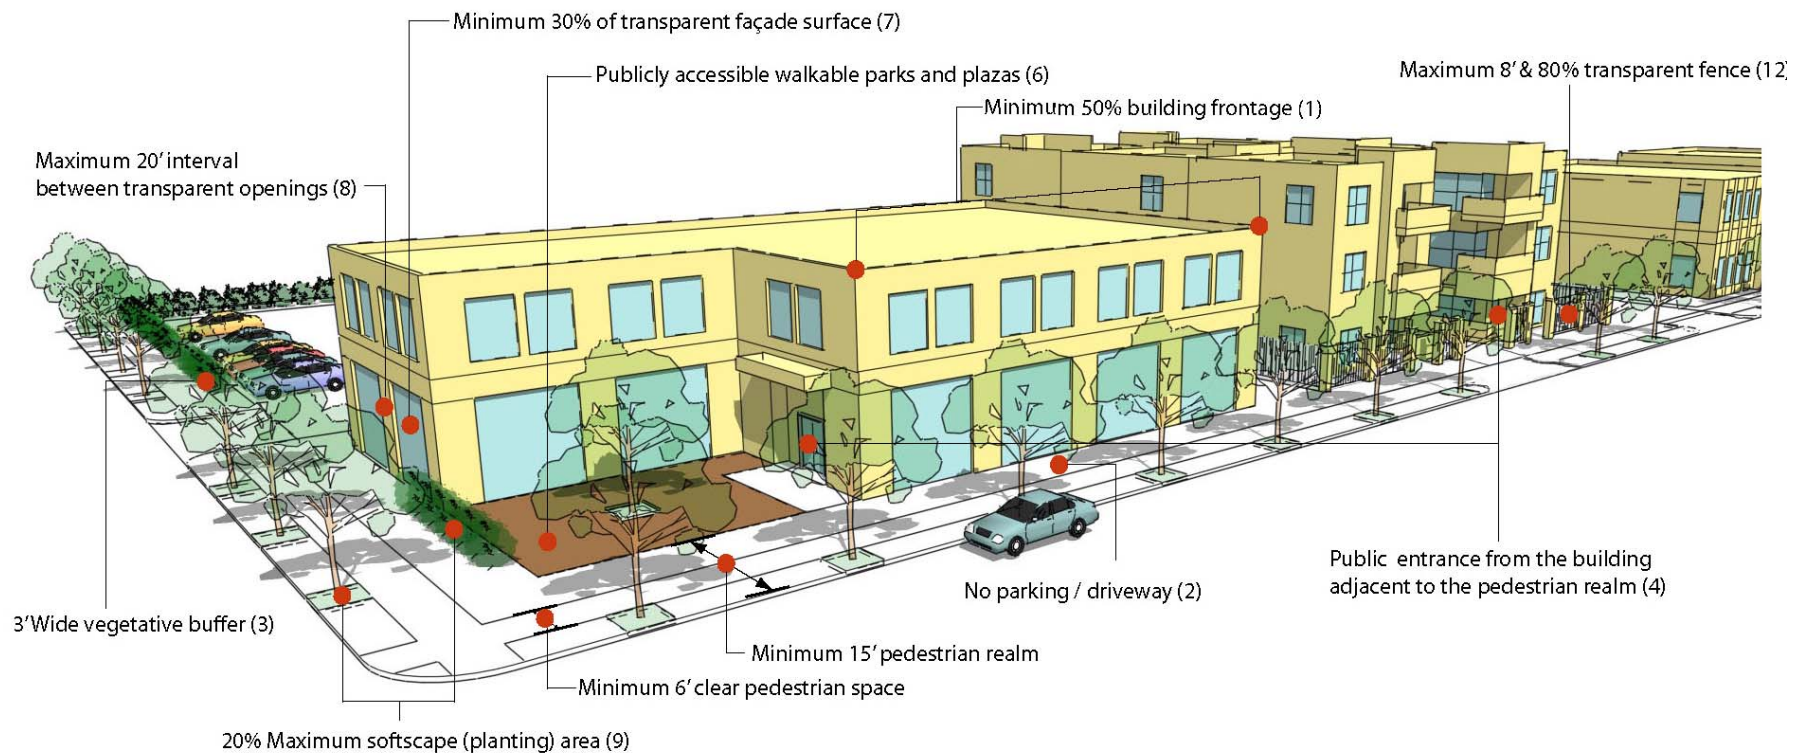 Minimum 30% of transparent façade surface (7)
Publicly accessible walkable parks and plazas (6)
Maximum 8' & 80% transparent fence (12)
Minimum 50% building frontage (1)
Maximum 20' interval
between transparent openings (8)
Public entrance from the building
adjacent to the pedestrian realm (4)
No parking / driveway (2)
3' Wide vegetative buffer (3)
Minimum 15' pedestrian realm
Minimum 6' clear pedestrian space
20% Maximum softscape (planting) area (9)